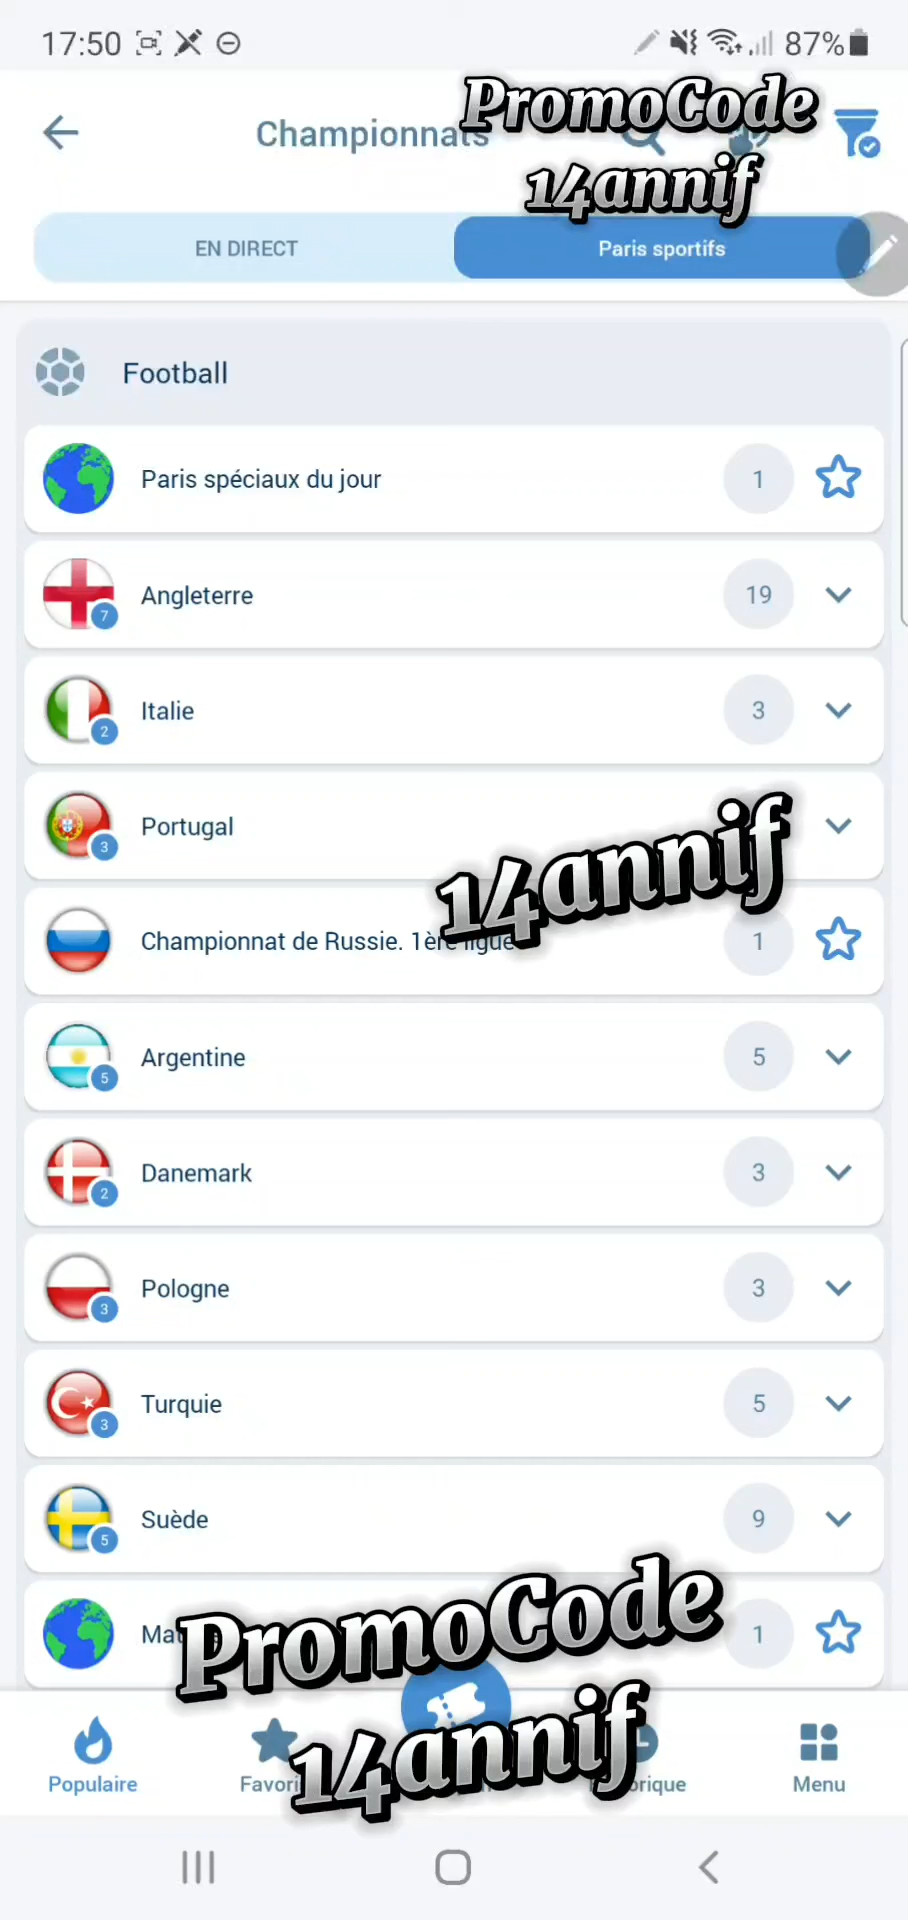 17:50
87%
Championnats
PromoCode
14annif
EN DIRECT
Paris sportifs
Football
Paris spéciaux du jour
1
Angleterre
7
19
Italie
2
3
Portugal
3
14annif
Championnat de Russie. 1ère ligue
1
Argentine
5
5
Danemark
2
3
Pologne
3
3
Turquie
3
5
Suède
5
9
PromoCode
1
14annif
Populaire
Menu